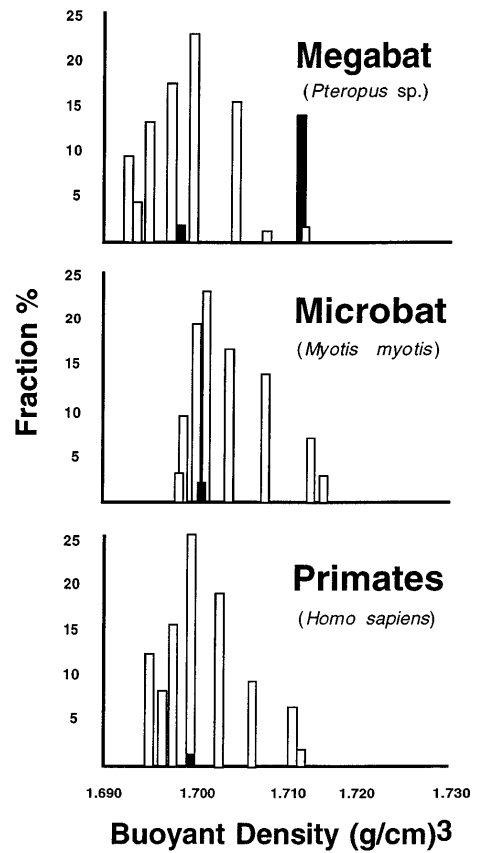 25
20
15
10
5
Megabat
(Pteropus sp.)
Fraction %
25
20
15
10
5
Microbat
(Myotis myotis)
25
20
15
10
5
Primates
(Homo sapiens)
1.690 1.700 1.710 1.720 1.730
Buoyant Density (g/cm)3